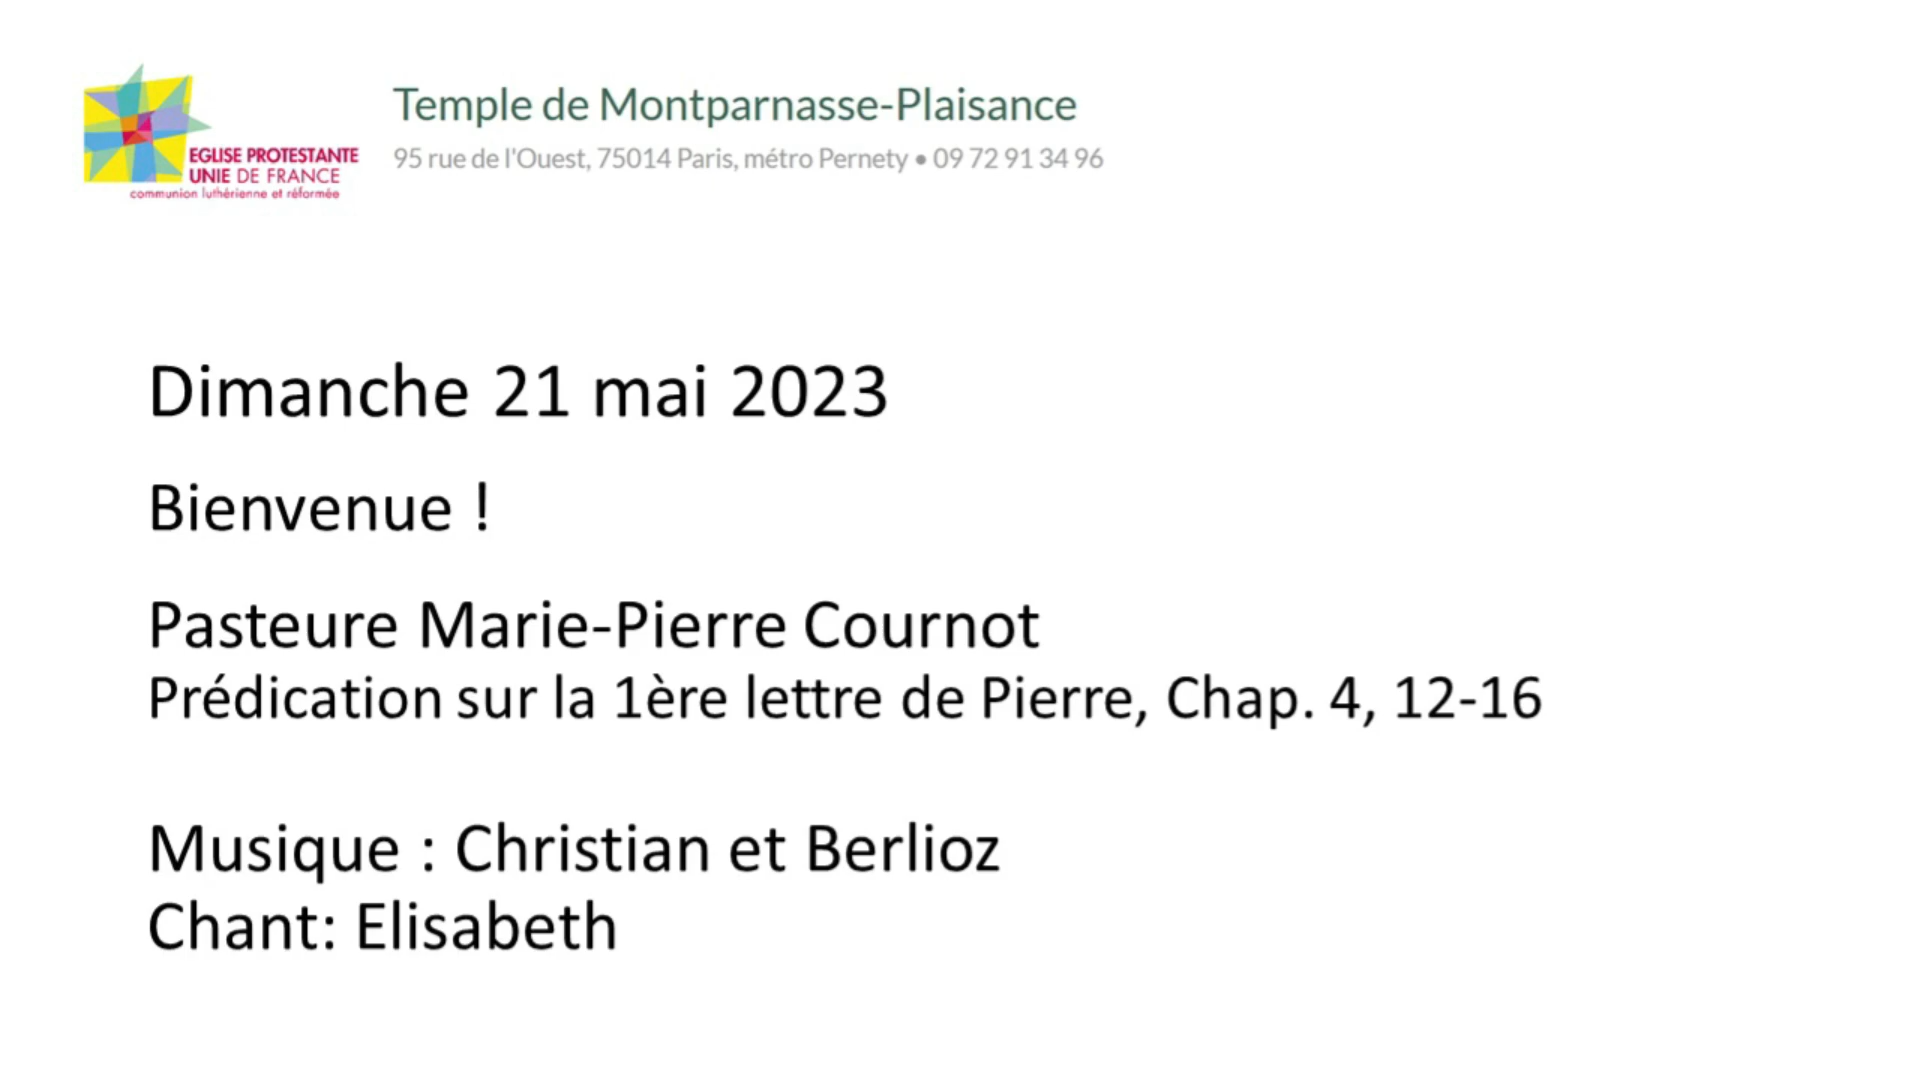 EGLISE PROTESTANTE
UNIE DE FRANCE
communion luthérienne et réformée
Temple de Montparnasse-Plaisance
95 rue de l'Ouest, 75014 Paris, métro Pernety • 09 72 91 34 96
Dimanche 21 mai 2023
Bienvenue !
Pasteure Marie-Pierre Cournot
Prédication sur la 1ère lettre de Pierre, Chap. 4, 12-16
Musique : Christian et Berlioz
Chant: Elisabeth